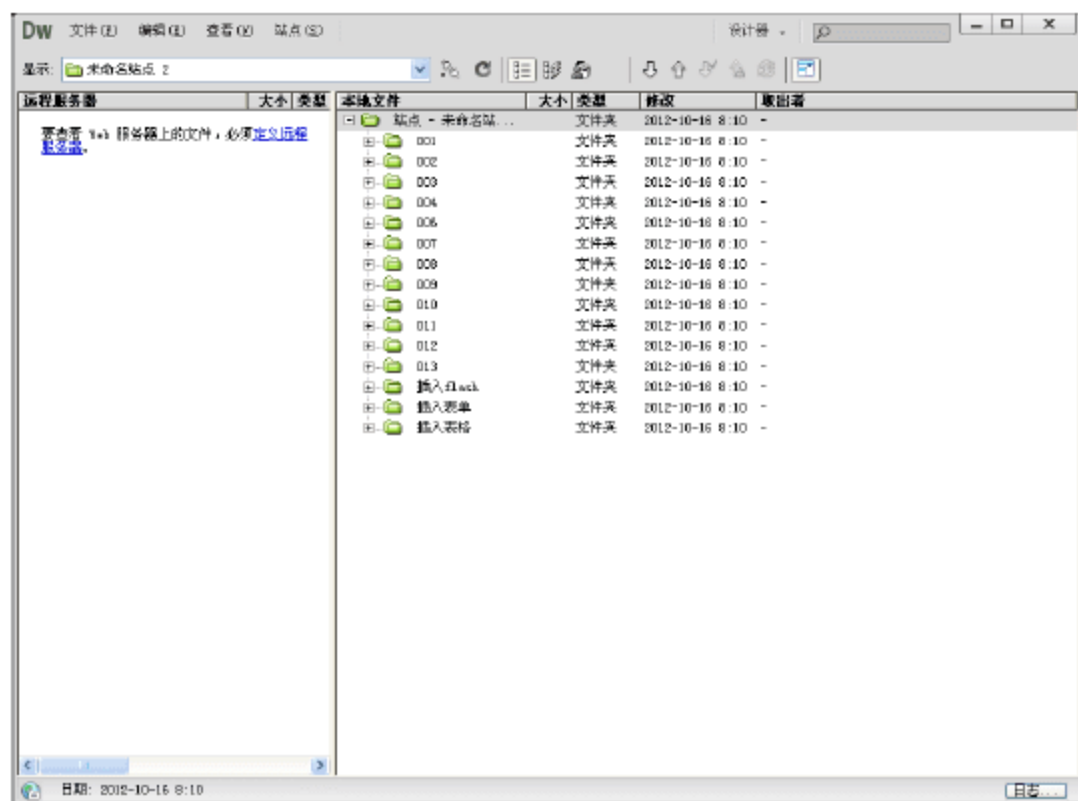 Dw 文件(F) 编辑(E) 查看(V) 站点(S) 设计器
显示: 未命名站点 2
远程服务器 大小 类型 本地文件 大小 类型 修改 取出者
要查看 Web 服务器上的文件,必须定义远程
服务器。
站点 - 未命名站... 文件夹 2012-10-16 8:10 -
001 文件夹 2012-10-16 8:10 -
002 文件夹 2012-10-16 8:10 -
003 文件夹 2012-10-16 8:10 -
004 文件夹 2012-10-16 8:10 -
006 文件夹 2012-10-16 8:10 -
007 文件夹 2012-10-16 8:10 -
008 文件夹 2012-10-16 8:10 -
009 文件夹 2012-10-16 8:10 -
010 文件夹 2012-10-16 8:10 -
011 文件夹 2012-10-16 8:10 -
012 文件夹 2012-10-16 8:10 -
013 文件夹 2012-10-16 8:10 -
插入flash 文件夹 2012-10-16 8:10 -
插入表单 文件夹 2012-10-16 8:10 -
插入表格 文件夹 2012-10-16 8:10 -
日期: 2012-10-16 8:10 日志...